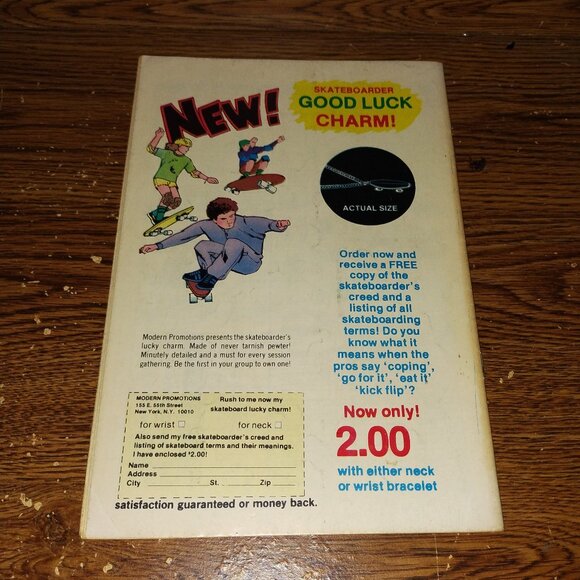 NEW!
SKATEBOARDER
GOOD LUCK
CHARM!
ACTUAL SIZE
Order now and
receive a FREE
copy of the
skateboarder's
creed and a
listing of all
skateboarding
terms! Do you
know what it
means when the
pros say 'coping',
'go for it', 'eat it'
'kick flip'?
Now only!
2.00
with either neck
or wrist bracelet
Modern Promotions presents the skateboarder's
lucky charm. Made of never tarnish pewter!
Minutely detailed and a must for every session
gathering. Be the first in your group to own one!
MODERN PROMOTIONS
155 E. 55th Street
New York, N.Y. 10010
Rush to me now my
skateboard lucky charm!
for wrist □ for neck □
Also send my free skateboarder's creed and
listing of skateboard terms and their meanings.
I have enclosed $2.00!
Name
Address
City St. Zip
satisfaction guaranteed or money back.